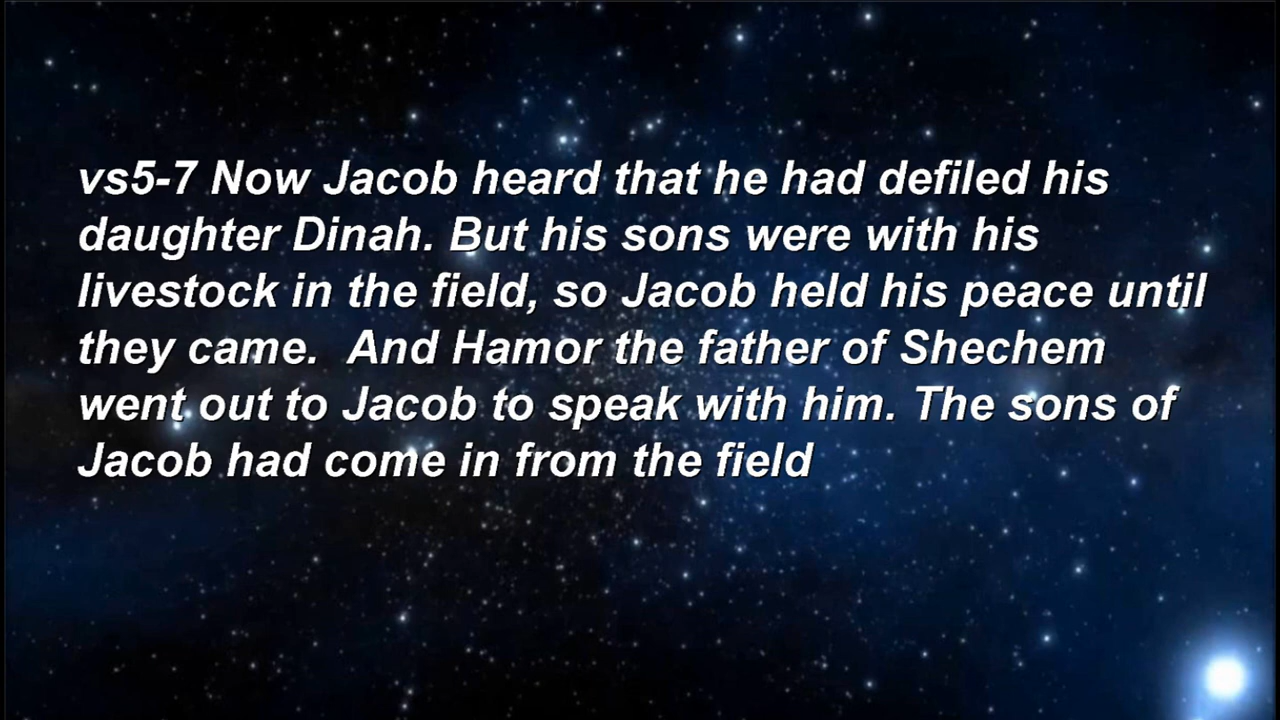 vs5-7 Now Jacob heard that he had defiled his
daughter Dinah. But his sons were with his
livestock in the field, so Jacob held his peace until
they came.  And Hamor the father of Shechem
went out to Jacob to speak with him. The sons of
Jacob had come in from the field